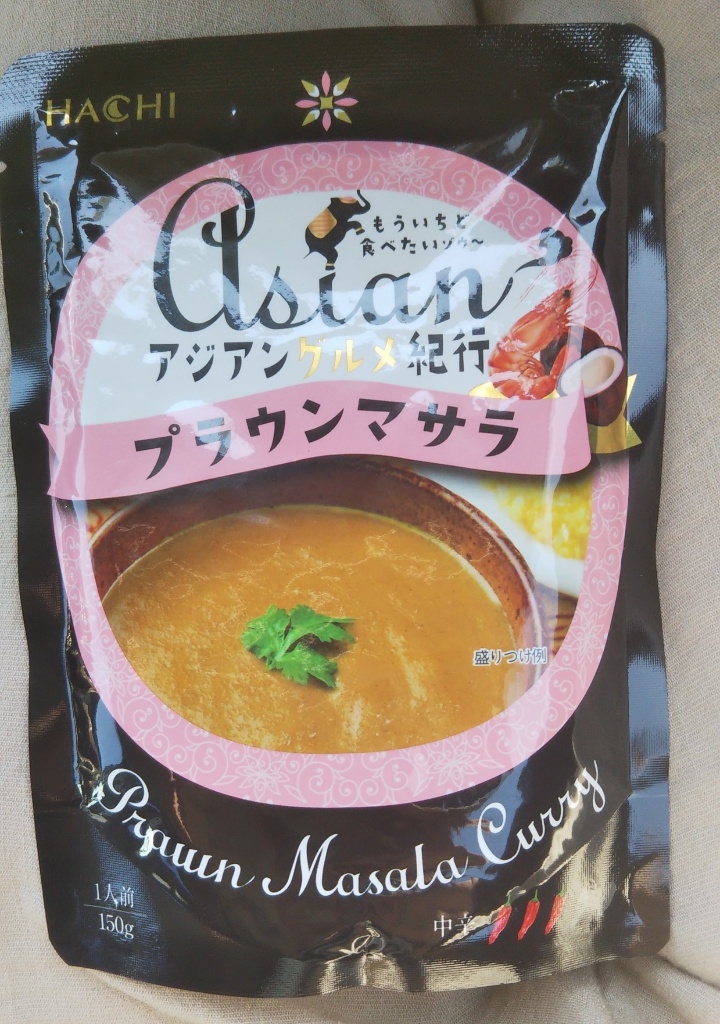 HACHI
もういちど
食べたいゾウ～
Asian
アジアングルメ紀行
プラウンマサラ
盛りつけ例
Prawn Masala Curry
1人前
150g
中辛